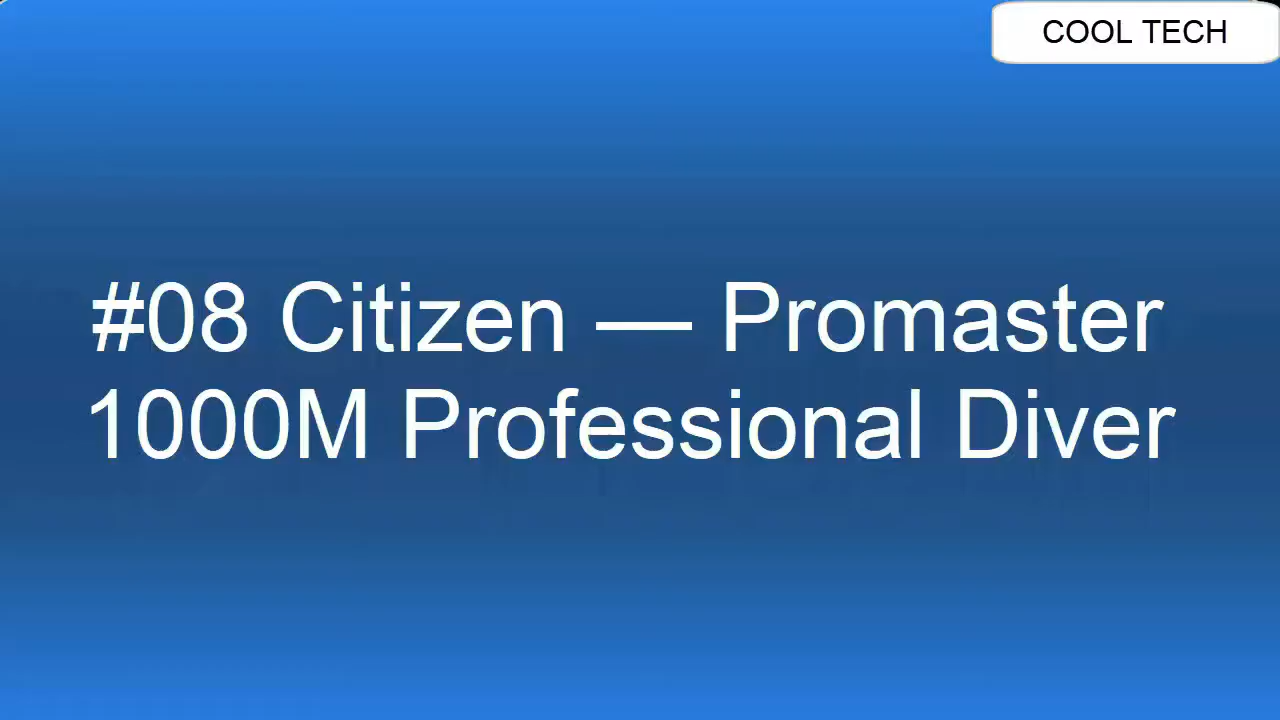 COOL TECH
#08 Citizen — Promaster
1000M Professional Diver